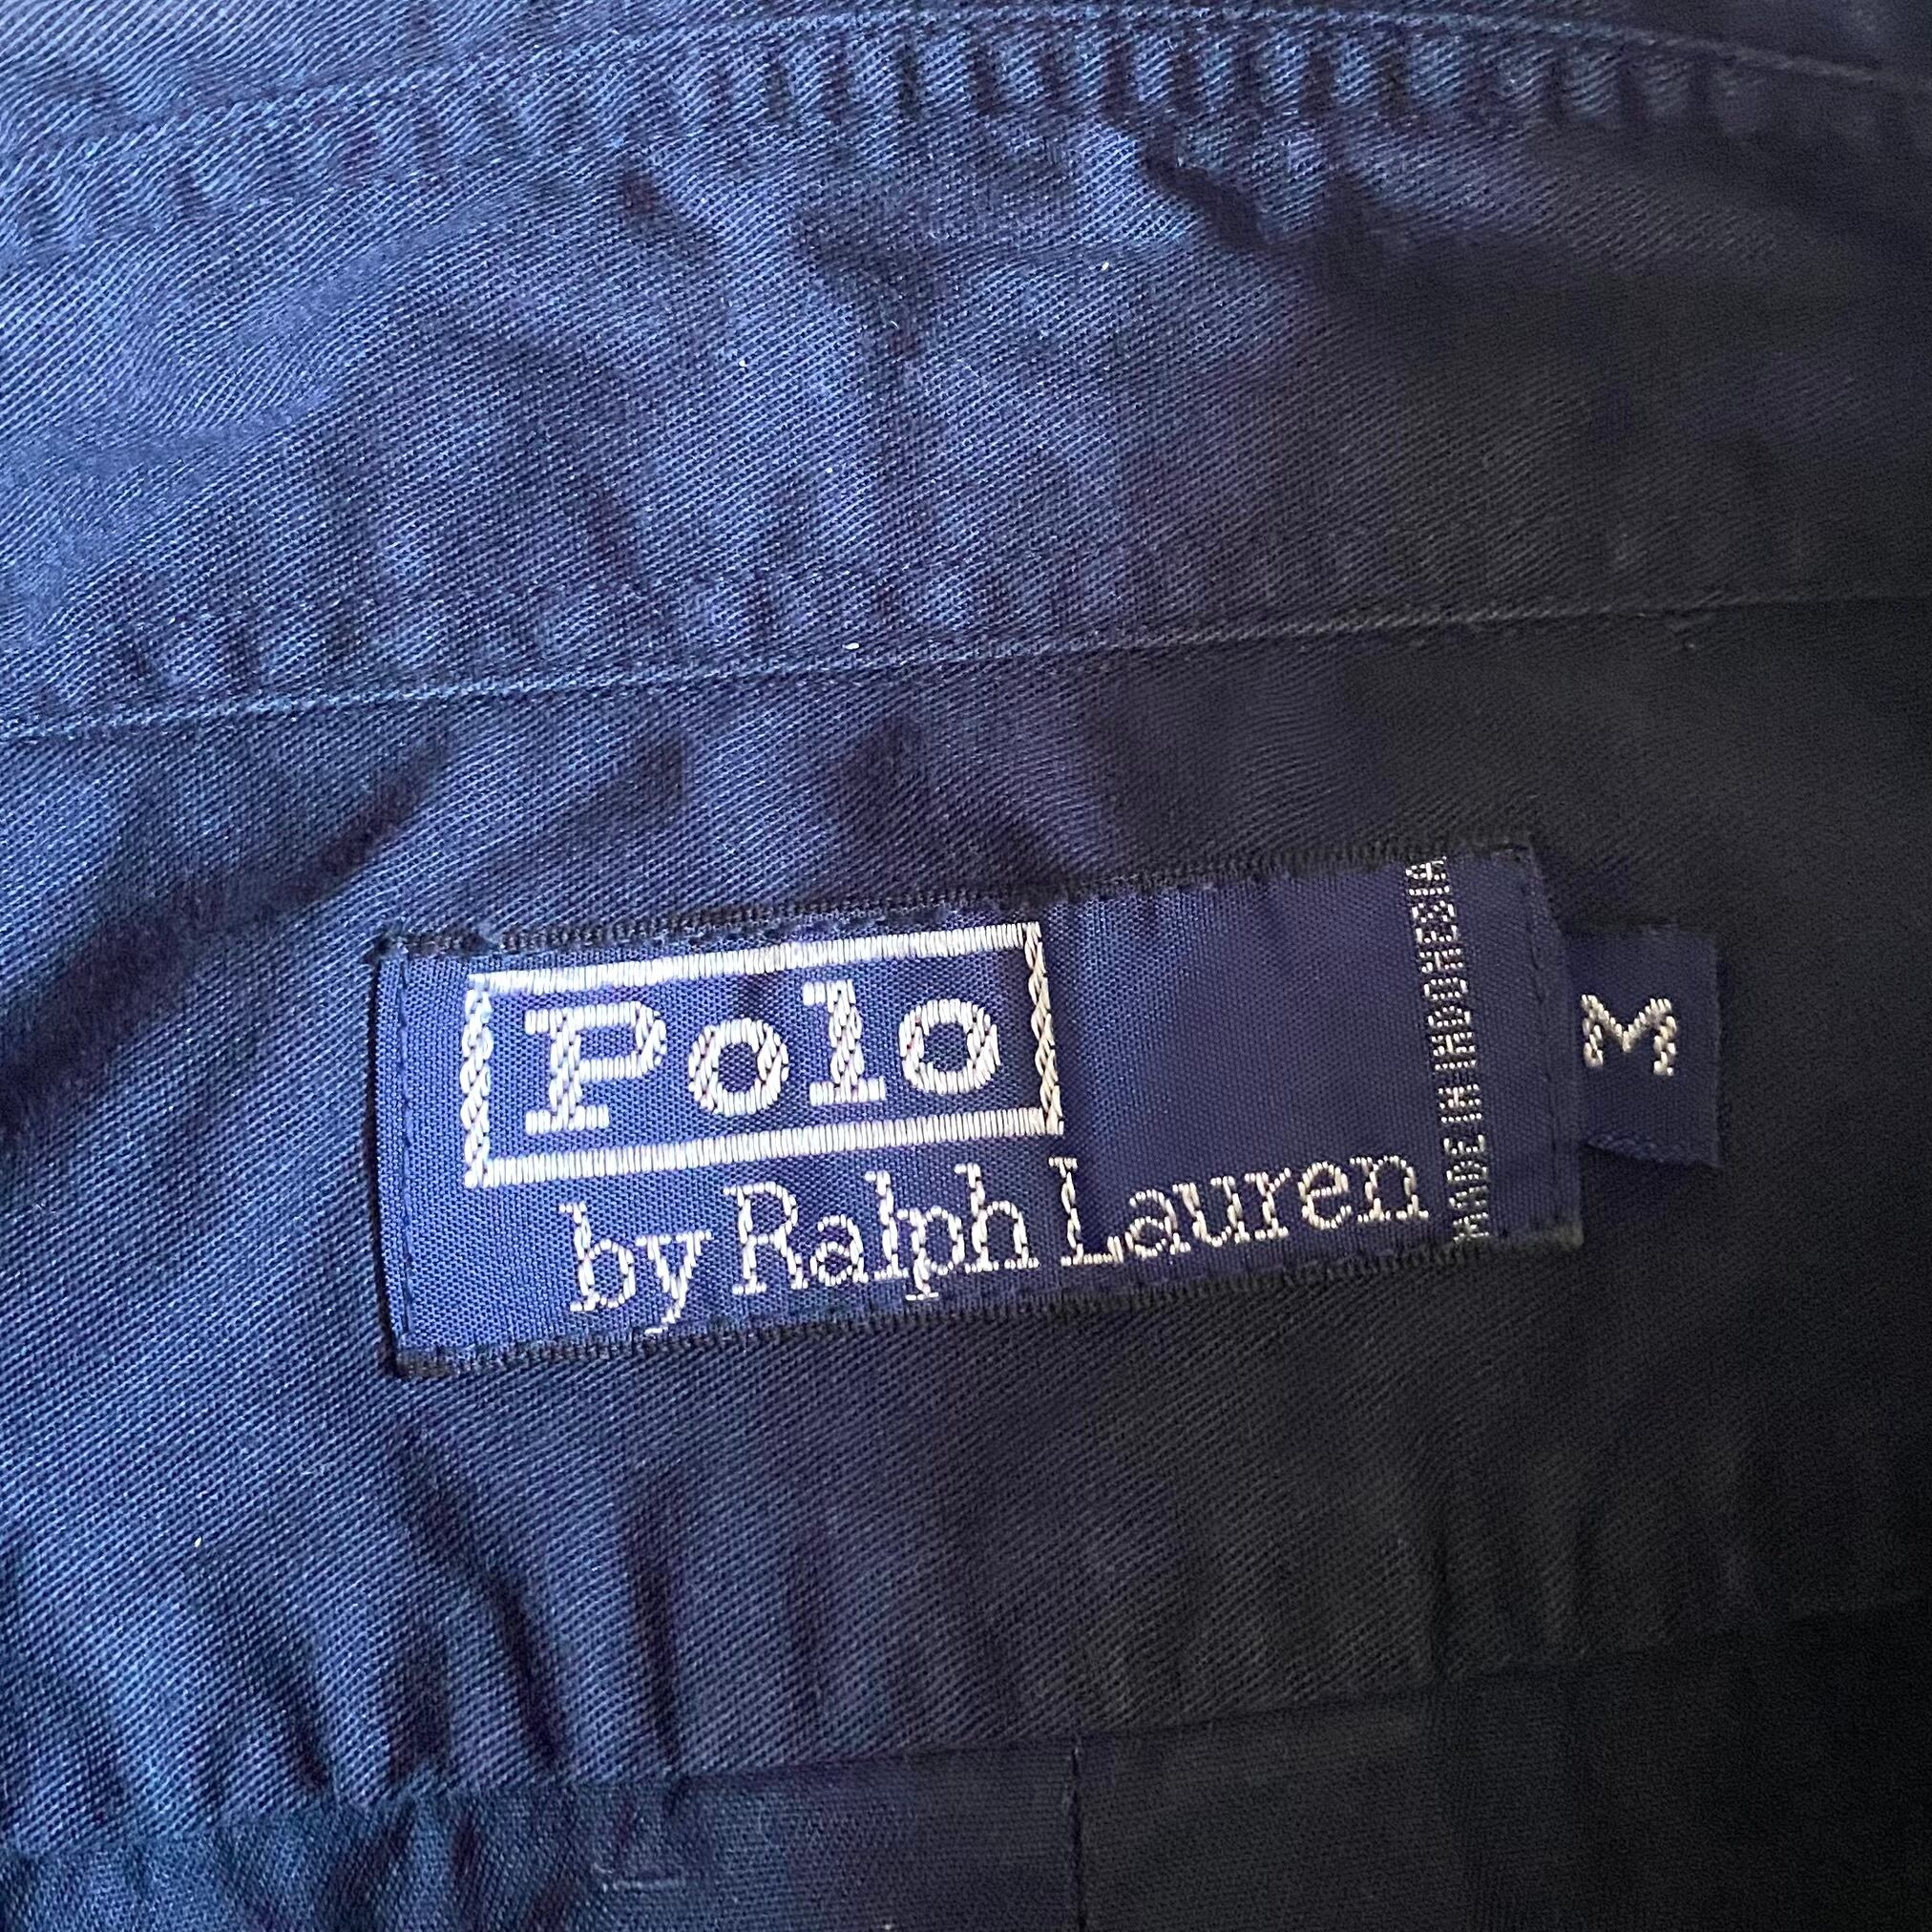 Polo
by Ralph Lauren
MADE IN INDONESIA
M